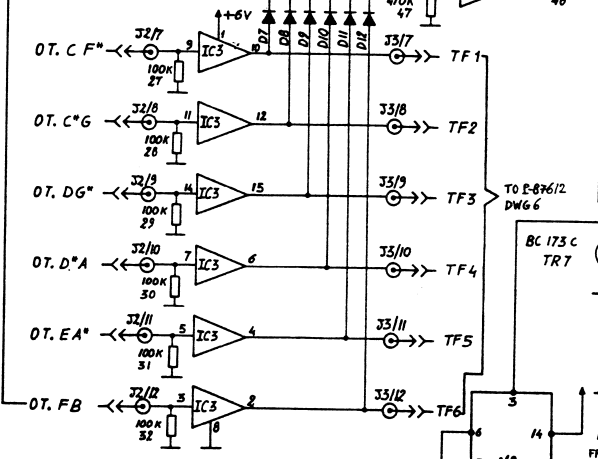 +6V
47
46
D7 D8 D9 D10 D11 D12
OT. C F# J2/7 9 IC3 1 10 J3/7 TF1
100K
27
OT. C#G J2/8 11 IC3 12 J3/8 TF2
100K
28
OT. DG# J2/9 14 IC3 15 J3/9 TF3
100K
29
TO 8-876/2
DWG 6
OT. D#A J2/10 7 IC3 6 J3/10 TF4
100K
30
BC 173 C
TR7
OT. EA# J2/11 5 IC3 4 J3/11 TF5
100K
31
OT. FB J2/12 3 IC3 2 J3/12 TF6
100K
32
8
3
6 14